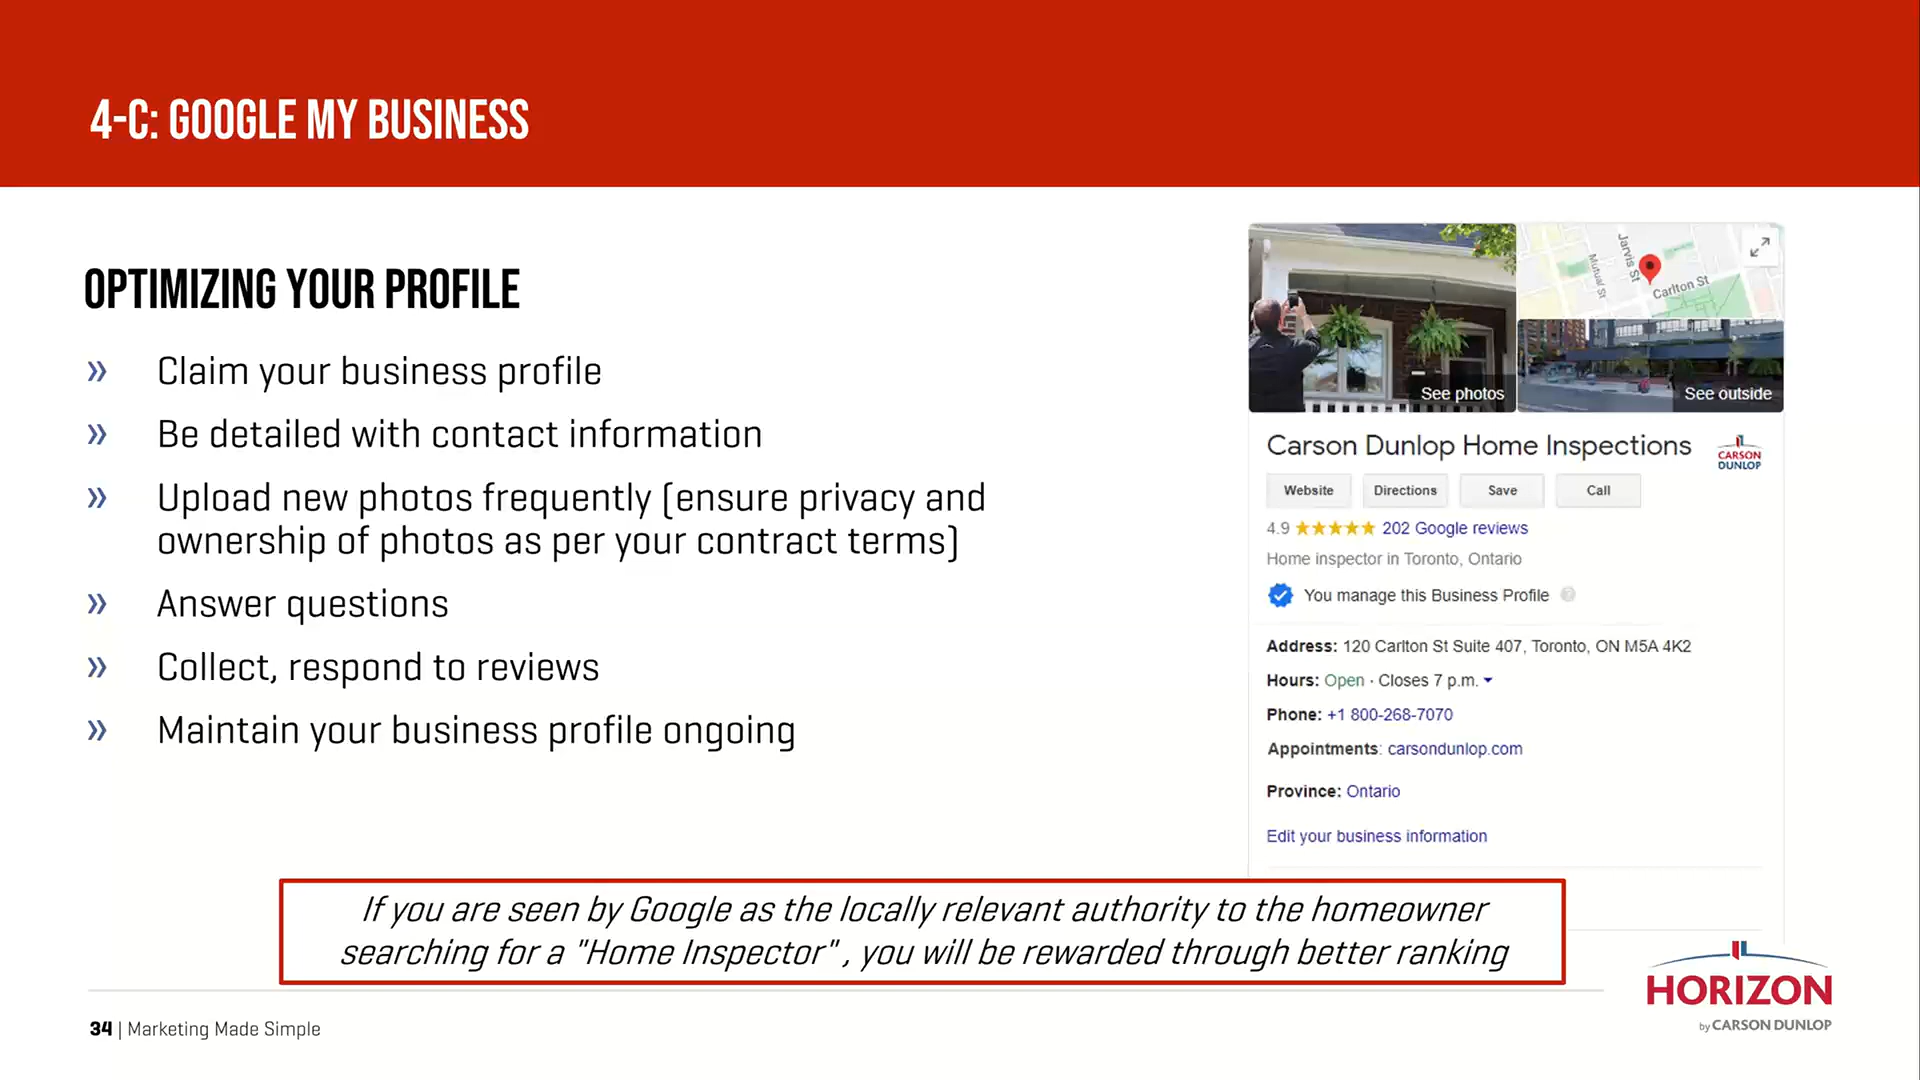 4-C: GOOGLE MY BUSINESS
OPTIMIZING YOUR PROFILE
» Claim your business profile
» Be detailed with contact information
» Upload new photos frequently (ensure privacy and
ownership of photos as per your contract terms)
» Answer questions
» Collect, respond to reviews
» Maintain your business profile ongoing
See photos
Jarvis St
Mutual St
Carlton St
See outside
Carson Dunlop Home Inspections
CARSON
DUNLOP
Website
Directions
Save
Call
4.9 ★★★★★ 202 Google reviews
Home inspector in Toronto, Ontario
You manage this Business Profile
Address: 120 Carlton St Suite 407, Toronto, ON M5A 4K2
Hours: Open · Closes 7 p.m.
Phone: +1 800-268-7070
Appointments: carsondunlop.com
Province: Ontario
Edit your business information
If you are seen by Google as the locally relevant authority to the homeowner
searching for a "Home Inspector" , you will be rewarded through better ranking
34 | Marketing Made Simple
HORIZON
by CARSON DUNLOP